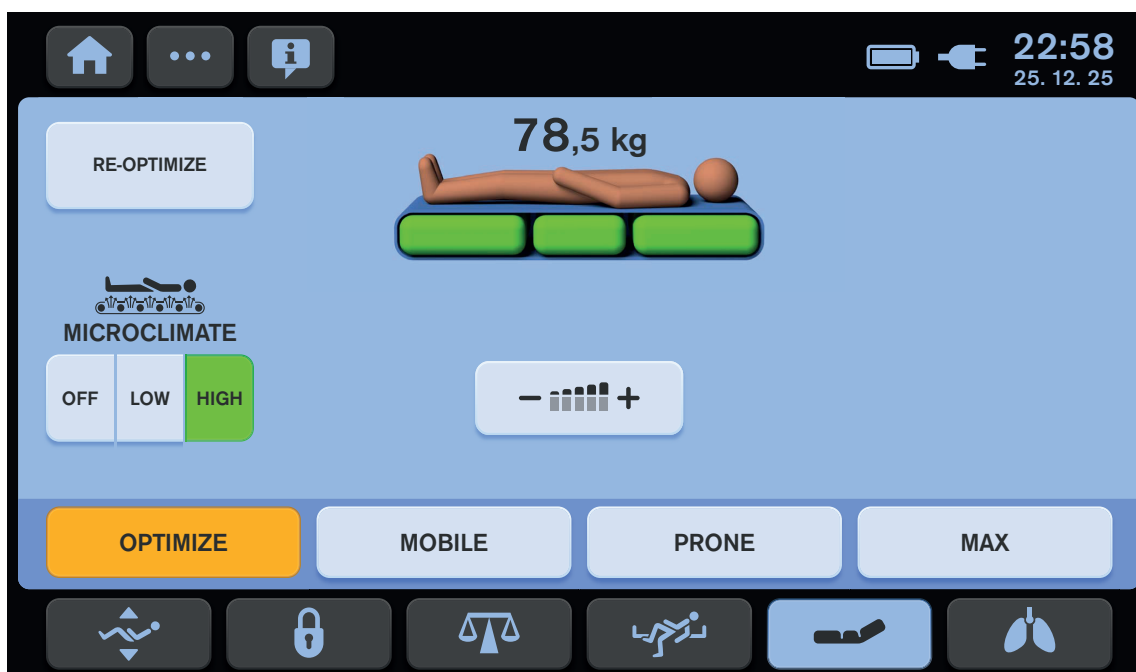 22:58
25. 12. 25
78,5 kg
RE-OPTIMIZE
MICROCLIMATE
OFF LOW HIGH
- +
OPTIMIZE MOBILE PRONE MAX